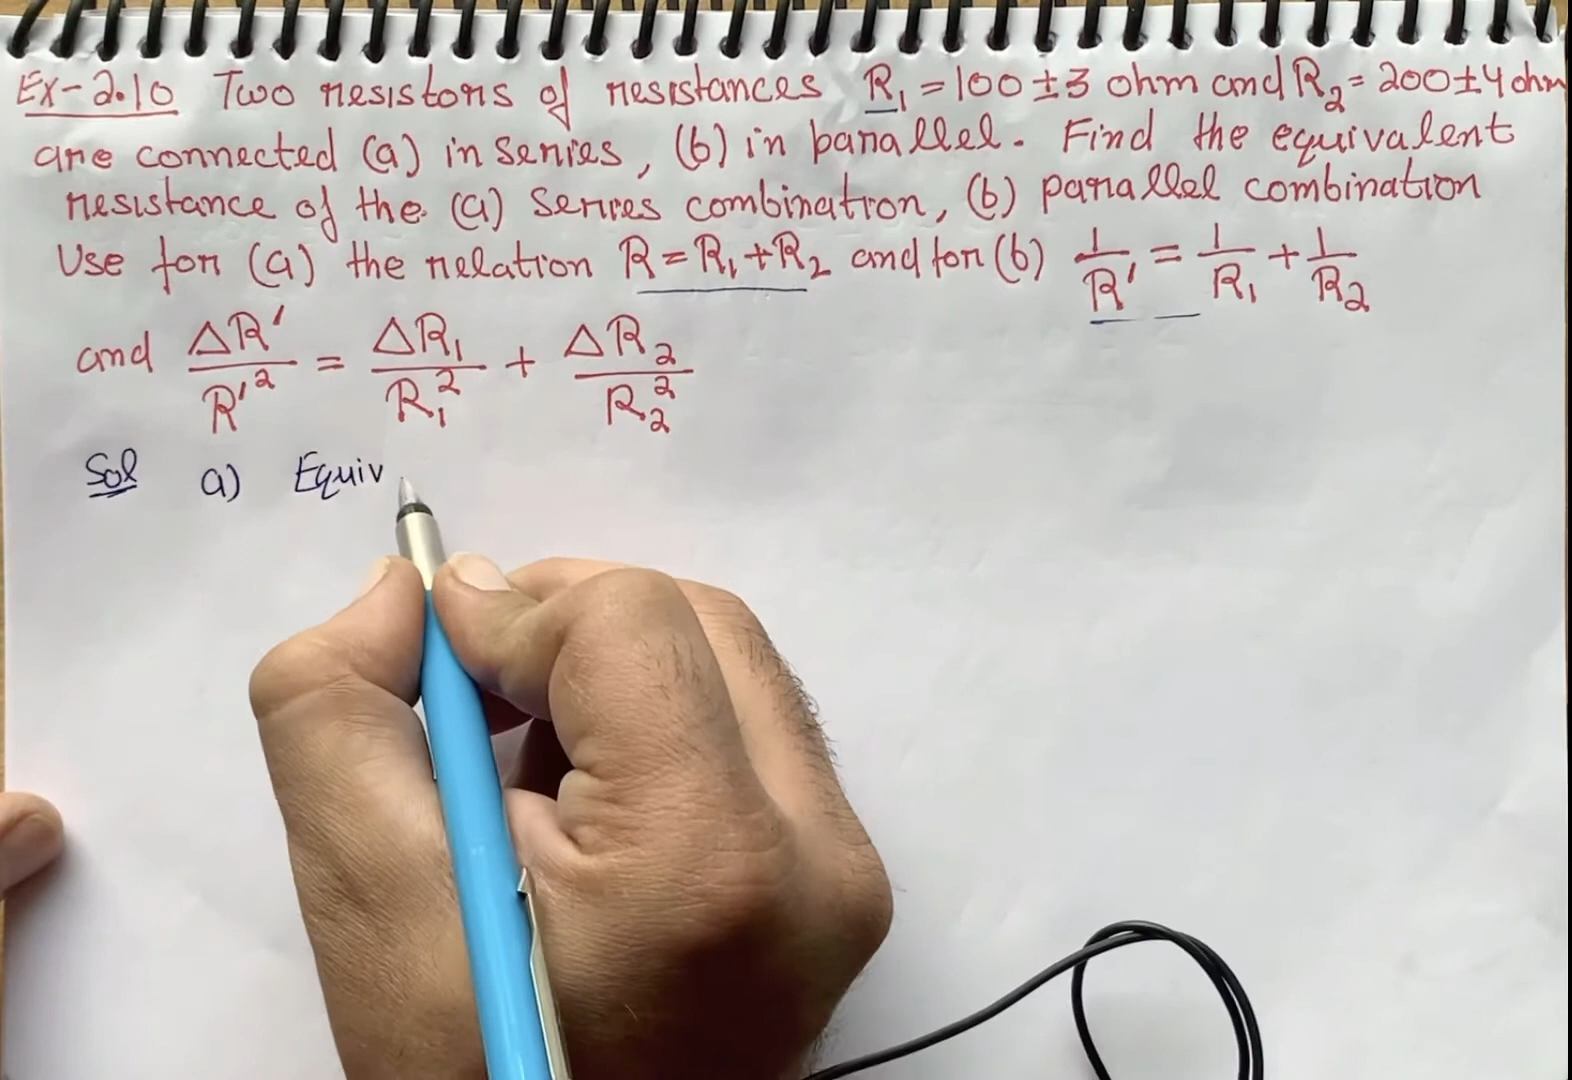 Ex-2.10 Two resistors of resistances R₁ = 100 ± 3 ohm and R₂ = 200 ± 4 ohm
are connected (a) in series, (b) in parallel. Find the equivalent
resistance of the (a) series combination, (b) parallel combination
Use for (a) the relation R = R₁ + R₂ and for (b) 1/R' = 1/R₁ + 1/R₂
and ΔR'/R'² = ΔR₁/R₁² + ΔR₂/R₂²
Sol a) Equiv